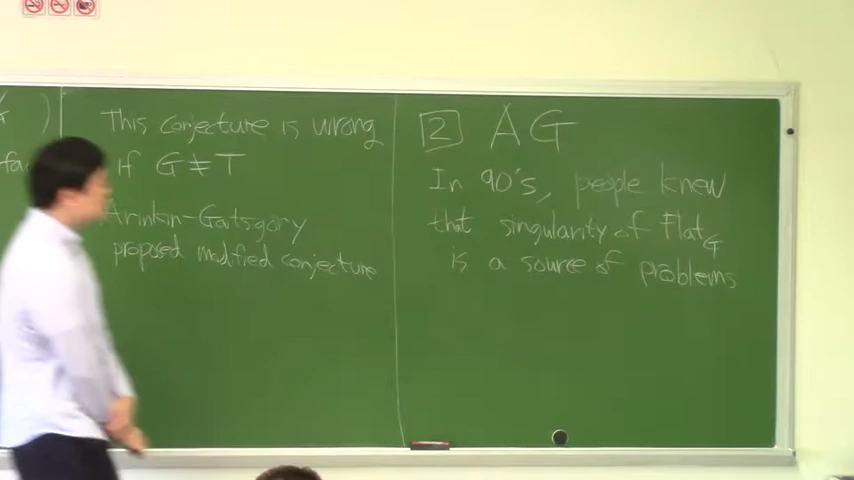 This conjecture is wrong
if G ≠ T
Arinkin-Gaitsgory
proposed modified conjecture
2 AG
In 90's, people knew
that singularity of Flat_G
is a source of problems